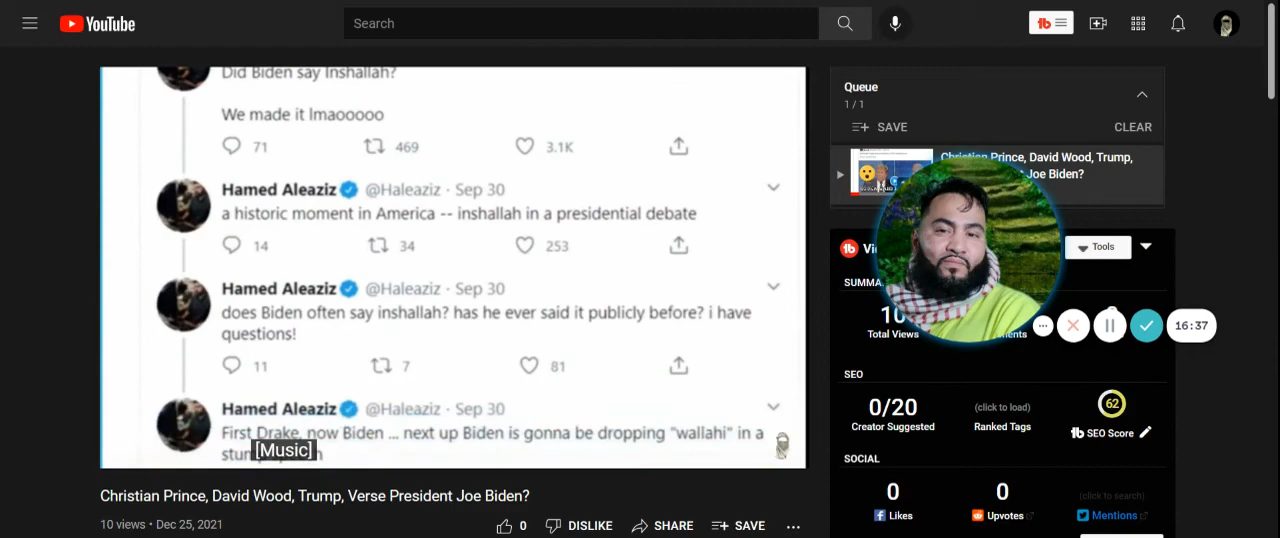 YouTube
Search
Did Biden say Inshallah?
We made it lmaooooo
71 469 3.1K
Hamed Aleaziz @Haleaziz · Sep 30
a historic moment in America -- inshallah in a presidential debate
14 34 253
Hamed Aleaziz @Haleaziz · Sep 30
does Biden often say inshallah? has he ever said it publicly before? i have
questions!
11 7 81
Hamed Aleaziz @Haleaziz · Sep 30
First Drake, now Biden ... next up Biden is gonna be dropping "wallahi" in a
[Music]
Christian Prince, David Wood, Trump, Verse President Joe Biden?
10 views • Dec 25, 2021
0 DISLIKE SHARE SAVE ...
Queue
1 / 1
SAVE CLEAR
Christian Prince, David Wood, Trump,
Joe Biden?
Tools
16:37
Total Views
SEO
0/20 (click to load) 62
Creator Suggested Ranked Tags tb SEO Score
SOCIAL
0 0 (click to search)
Likes Upvotes Mentions